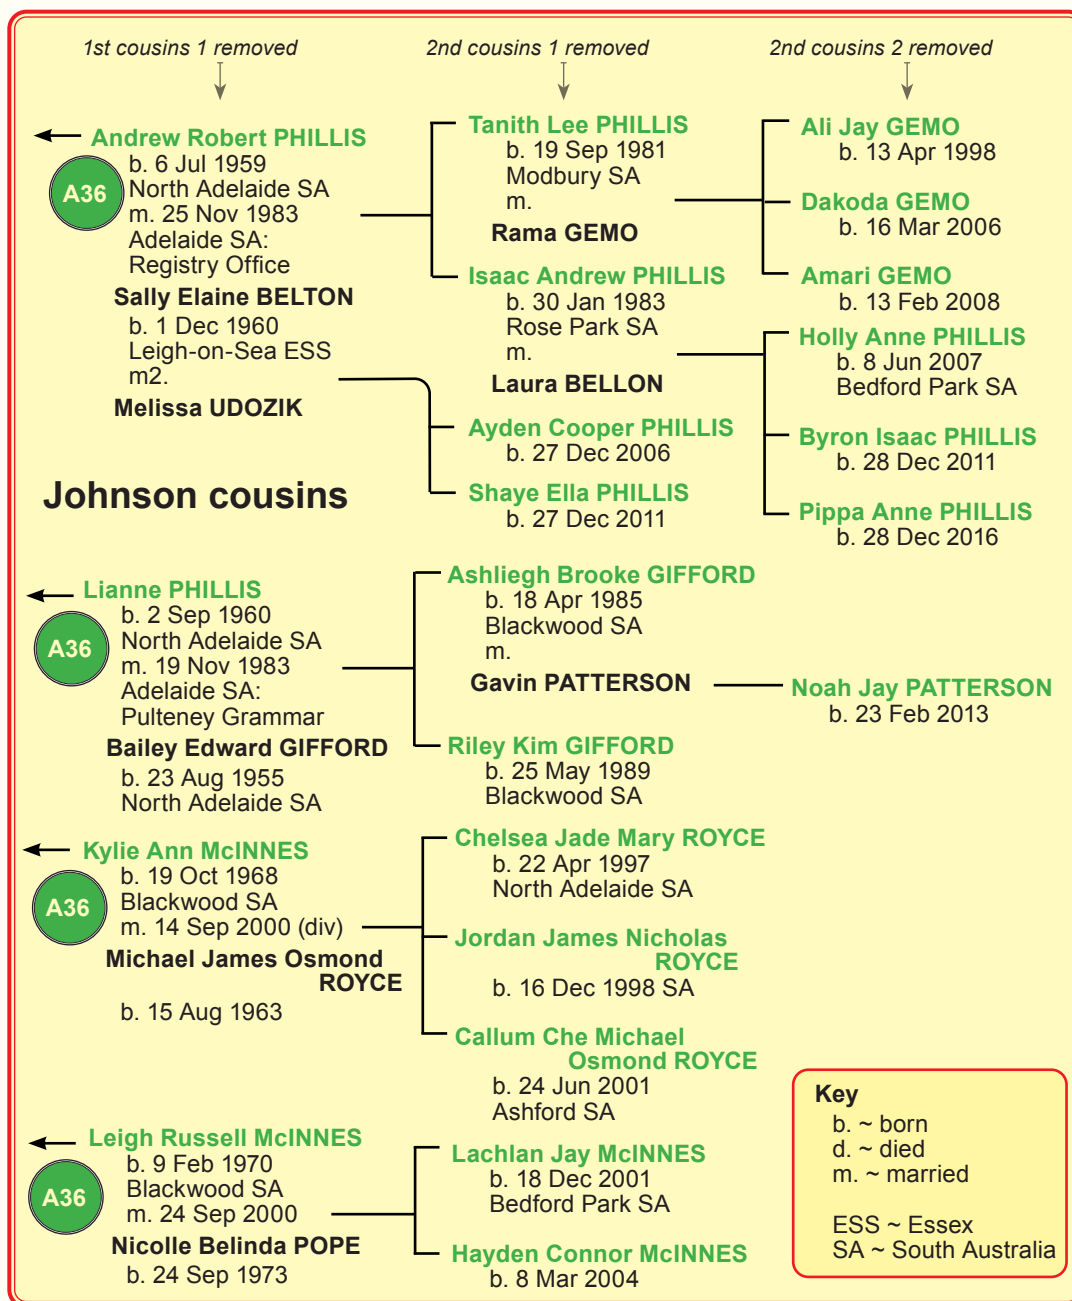 1st cousins 1 removed
2nd cousins 1 removed
2nd cousins 2 removed
Andrew Robert PHILLIS
A36
b. 6 Jul 1959
North Adelaide SA
m. 25 Nov 1983
Adelaide SA:
Registry Office
Sally Elaine BELTON
b. 1 Dec 1960
Leigh-on-Sea ESS
m2.
Melissa UDOZIK
Tanith Lee PHILLIS
b. 19 Sep 1981
Modbury SA
m.
Rama GEMO
Isaac Andrew PHILLIS
b. 30 Jan 1983
Rose Park SA
m.
Laura BELLON
Ayden Cooper PHILLIS
b. 27 Dec 2006
Shaye Ella PHILLIS
b. 27 Dec 2011
Ali Jay GEMO
b. 13 Apr 1998
Dakoda GEMO
b. 16 Mar 2006
Amari GEMO
b. 13 Feb 2008
Holly Anne PHILLIS
b. 8 Jun 2007
Bedford Park SA
Byron Isaac PHILLIS
b. 28 Dec 2011
Pippa Anne PHILLIS
b. 28 Dec 2016
Johnson cousins
Lianne PHILLIS
A36
b. 2 Sep 1960
North Adelaide SA
m. 19 Nov 1983
Adelaide SA:
Pulteney Grammar
Bailey Edward GIFFORD
b. 23 Aug 1955
North Adelaide SA
Ashliegh Brooke GIFFORD
b. 18 Apr 1985
Blackwood SA
m.
Gavin PATTERSON
Riley Kim GIFFORD
b. 25 May 1989
Blackwood SA
Noah Jay PATTERSON
b. 23 Feb 2013
Kylie Ann McINNES
A36
b. 19 Oct 1968
Blackwood SA
m. 14 Sep 2000 (div)
Michael James Osmond
ROYCE
b. 15 Aug 1963
Chelsea Jade Mary ROYCE
b. 22 Apr 1997
North Adelaide SA
Jordan James Nicholas
ROYCE
b. 16 Dec 1998 SA
Callum Che Michael
Osmond ROYCE
b. 24 Jun 2001
Ashford SA
Leigh Russell McINNES
A36
b. 9 Feb 1970
Blackwood SA
m. 24 Sep 2000
Nicolle Belinda POPE
b. 24 Sep 1973
Lachlan Jay McINNES
b. 18 Dec 2001
Bedford Park SA
Hayden Connor McINNES
b. 8 Mar 2004
Key
b. ~ born
d. ~ died
m. ~ married
ESS ~ Essex
SA ~ South Australia